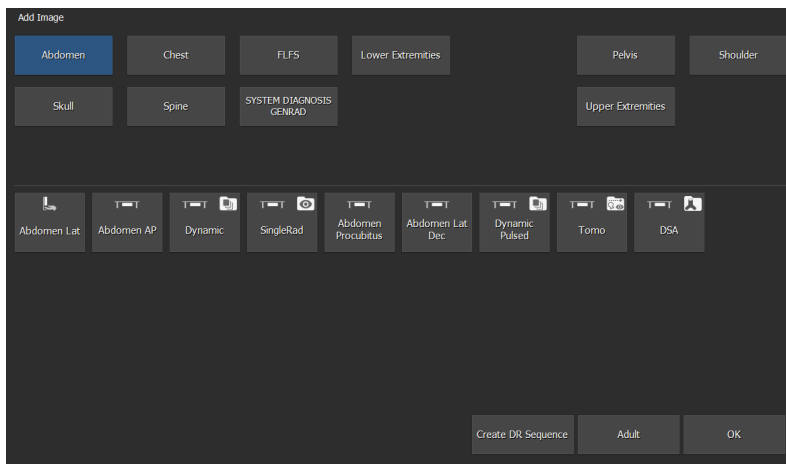 Add Image
Abdomen
Chest
FLFS
Lower Extremities
Pelvis
Shoulder
Skull
Spine
SYSTEM DIAGNOSIS
GENRAD
Upper Extremities
Abdomen Lat
Abdomen AP
Dynamic
SingleRad
Abdomen
Procubitus
Abdomen Lat
Dec
Dynamic
Pulsed
Tomo
DSA
Create DR Sequence
Adult
OK